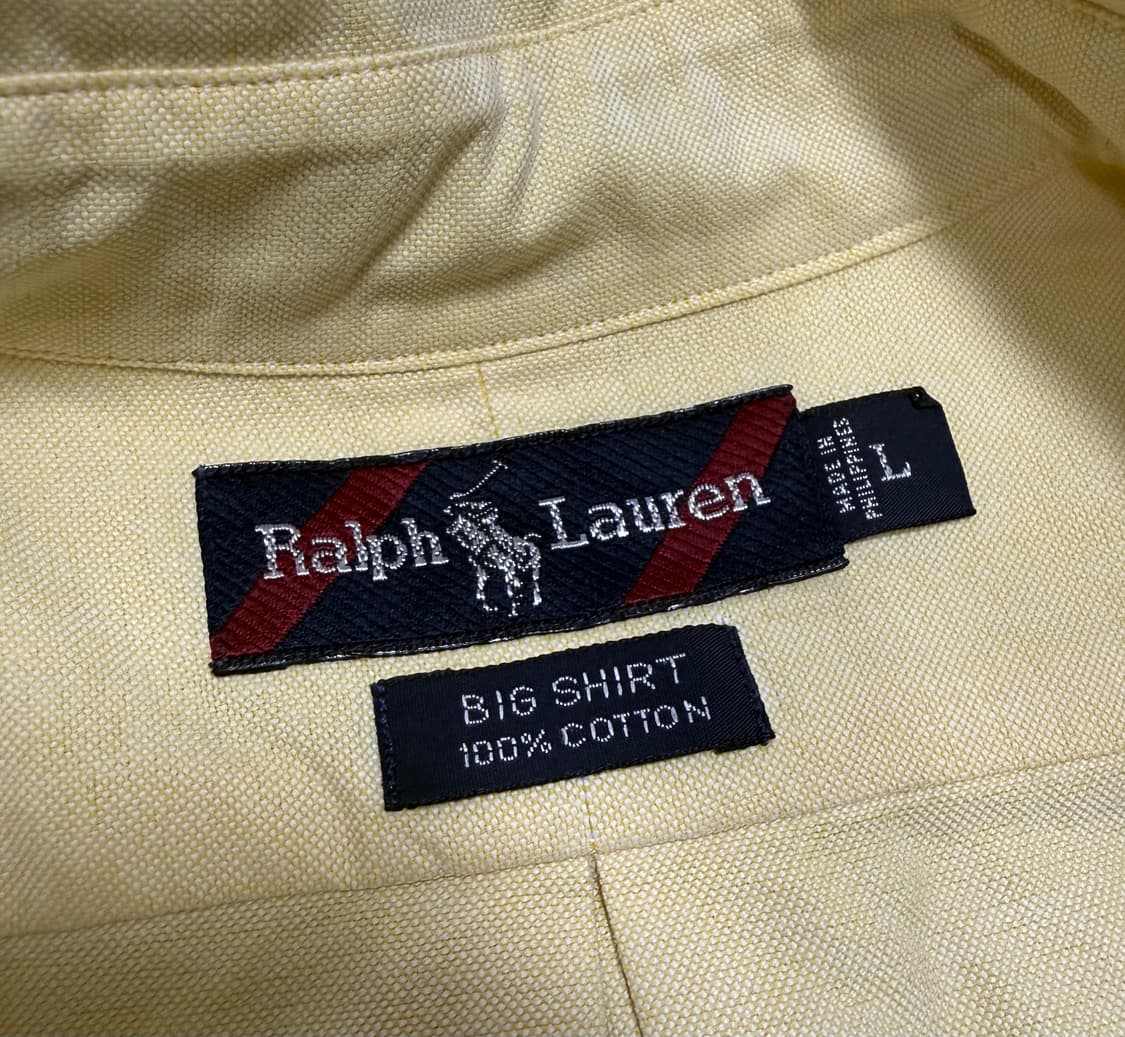 Ralph Lauren
MADE IN
PHILIPPINES
L
BIG SHIRT
100% COTTON